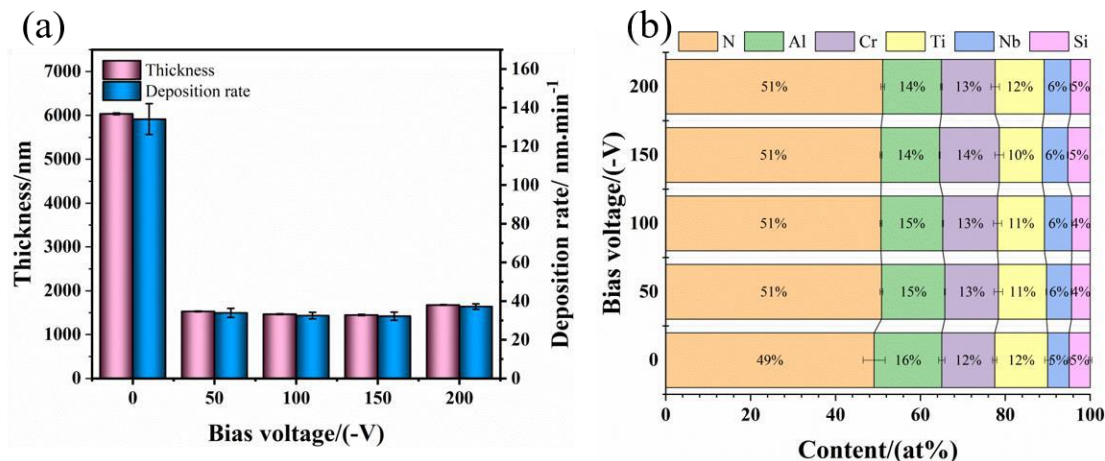 (a)
Thickness/nm
7000
6000
5000
4000
3000
2000
1000
0
Thickness
Deposition rate
160
140
120
100
80
60
40
20
0
Deposition rate/ nm·min⁻¹
0 50 100 150 200
Bias voltage/(-V)
(b)
N Al Cr Ti Nb Si
Bias voltage/(-V)
200 51% 14% 13% 12% 6% 5%
150 51% 14% 14% 10% 6% 5%
100 51% 15% 13% 11% 6% 4%
50 51% 15% 13% 11% 6% 4%
0 49% 16% 12% 12% 5% 5%
0 20 40 60 80 100
Content/(at%)